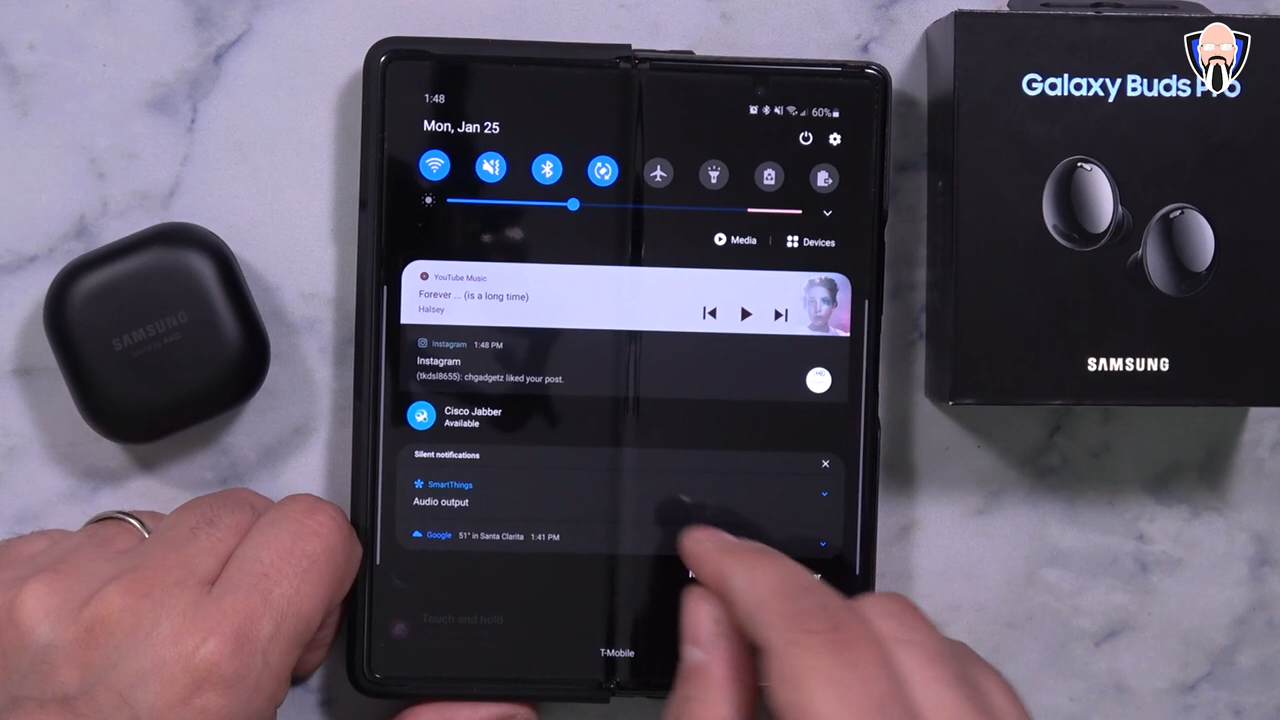 Galaxy Buds Pro
SAMSUNG
SAMSUNG
1:48
60%
Mon, Jan 25
Media
Devices
YouTube Music
Forever ... (is a long time)
Halsey
Instagram 1:48 PM
Instagram
(tkdsl8655): chgadgetz liked your post.
Cisco Jabber
Available
Silent notifications
SmartThings
Audio output
Google 51° in Santa Clarita 1:41 PM
Touch and hold
T-Mobile